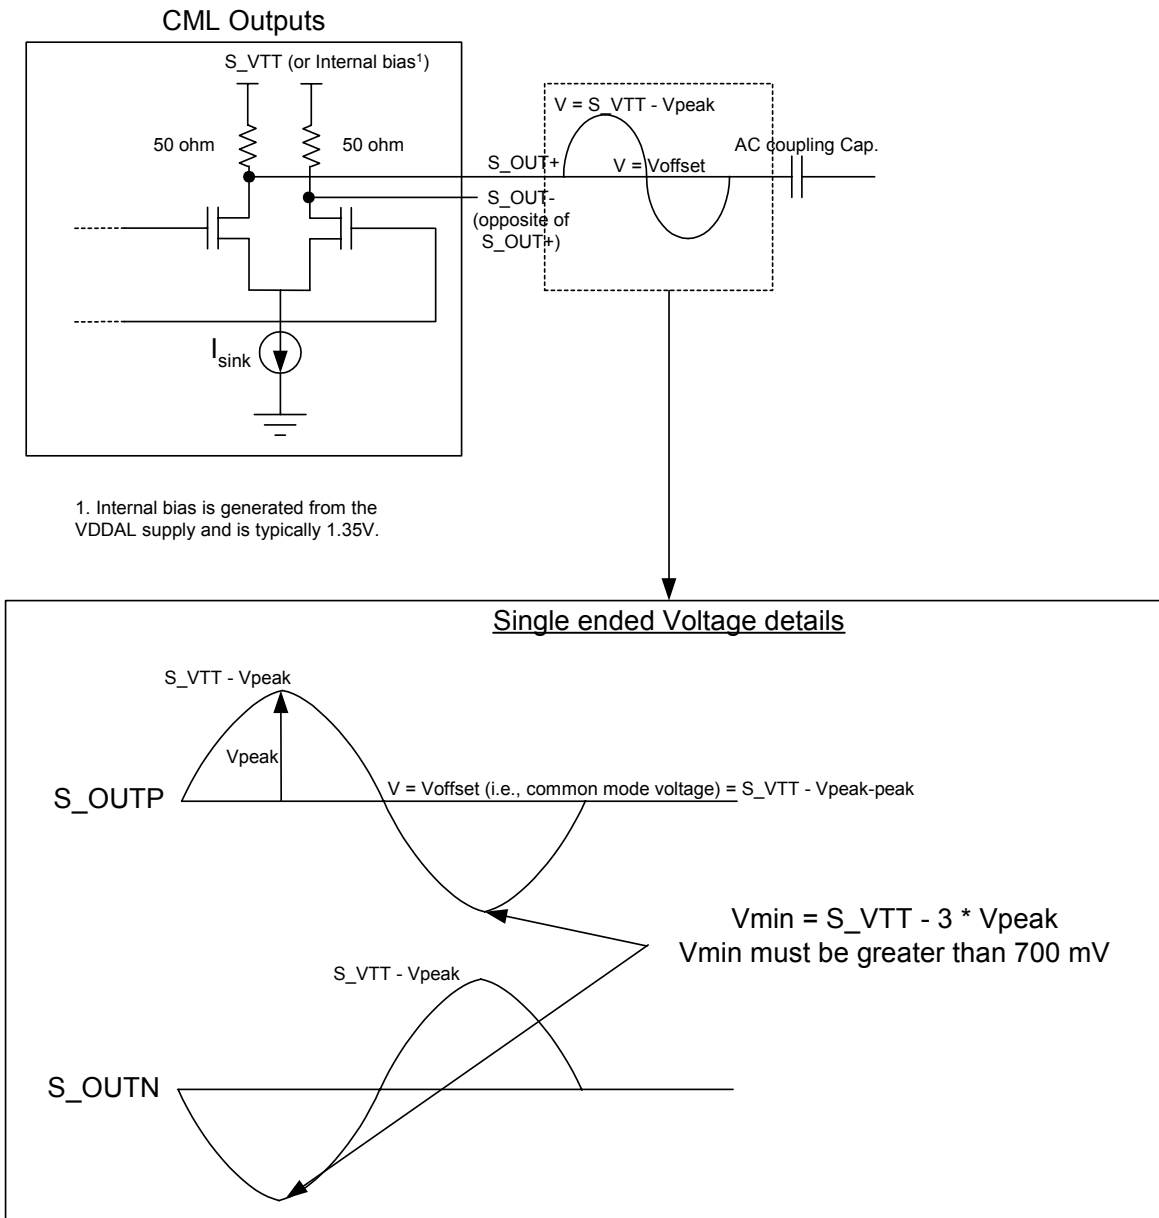 CML Outputs
S_VTT (or Internal bias¹)
50 ohm
50 ohm
V = S_VTT - Vpeak
AC coupling Cap.
S_OUT+
V = Voffset
S_OUT-
(opposite of
S_OUT+)
Isink
1. Internal bias is generated from the
VDDAL supply and is typically 1.35V.
Single ended Voltage details
S_VTT - Vpeak
Vpeak
S_OUTP
V = Voffset (i.e., common mode voltage) = S_VTT - Vpeak-peak
Vmin = S_VTT - 3 * Vpeak
Vmin must be greater than 700 mV
S_VTT - Vpeak
S_OUTN